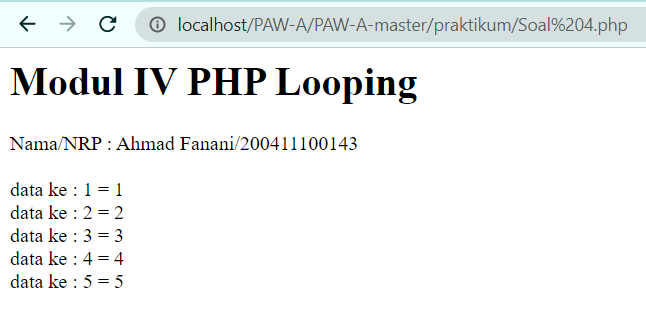 localhost/PAW-A/PAW-A-master/praktikum/Soal%204.php
Modul IV PHP Looping
Nama/NRP : Ahmad Fanani/200411100143
data ke : 1 = 1
data ke : 2 = 2
data ke : 3 = 3
data ke : 4 = 4
data ke : 5 = 5